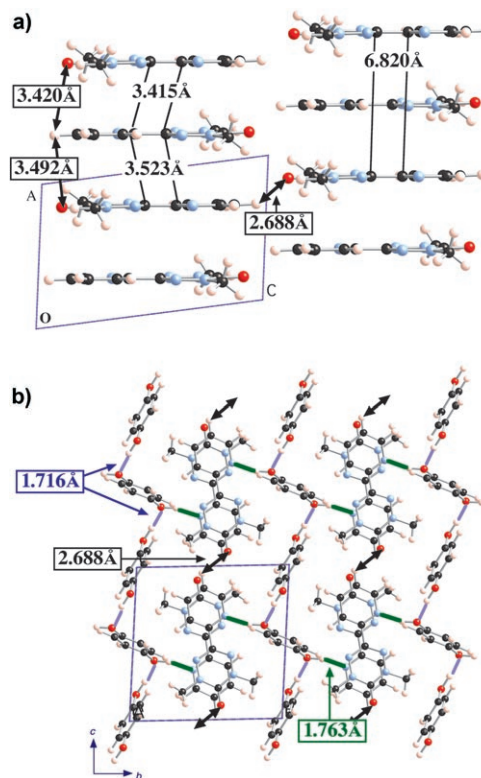 a)
6.820Å
3.420Å
3.415Å
3.492Å
3.523Å
A
2.688Å
C
O
b)
1.716Å
2.688Å
1.763Å
c
b